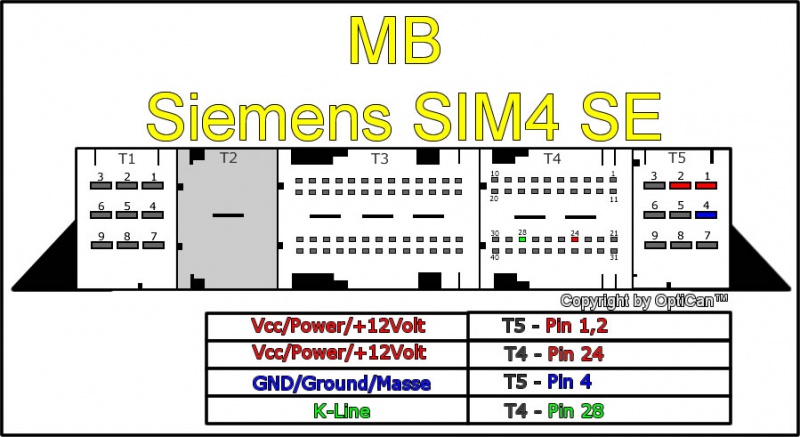 MB
Siemens SIM4 SE
T1 T2 T3 T4 T5
3 2 1
10 1
3 2 1
20 11
6 5 4
6 5 4
30 28 24 21
9 8 7
40 31
9 8 7
Copyright by OptiCan™
Vcc/Power/+12Volt T5 - Pin 1,2
Vcc/Power/+12Volt T4 - Pin 24
GND/Ground/Masse T5 - Pin 4
K-Line T4 - Pin 28